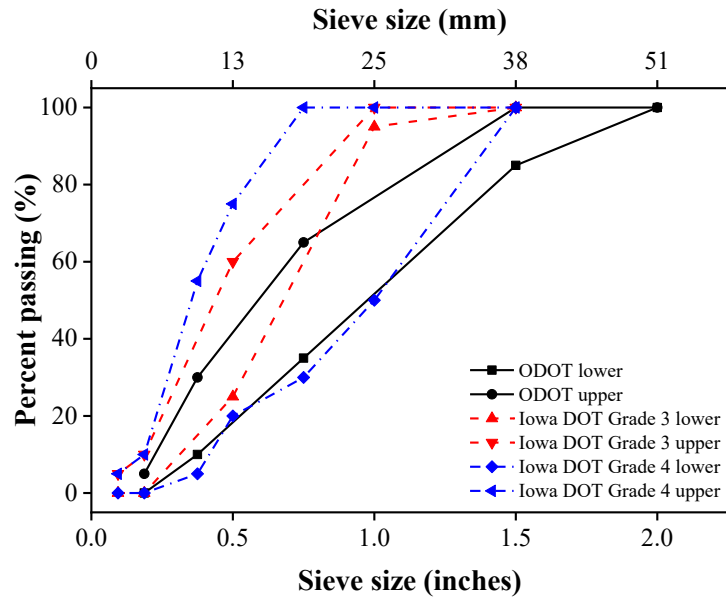 Sieve size (mm)
0 13 25 38 51
100
80
60
40
20
0
Percent passing (%)
ODOT lower
ODOT upper
Iowa DOT Grade 3 lower
Iowa DOT Grade 3 upper
Iowa DOT Grade 4 lower
Iowa DOT Grade 4 upper
0.0 0.5 1.0 1.5 2.0
Sieve size (inches)